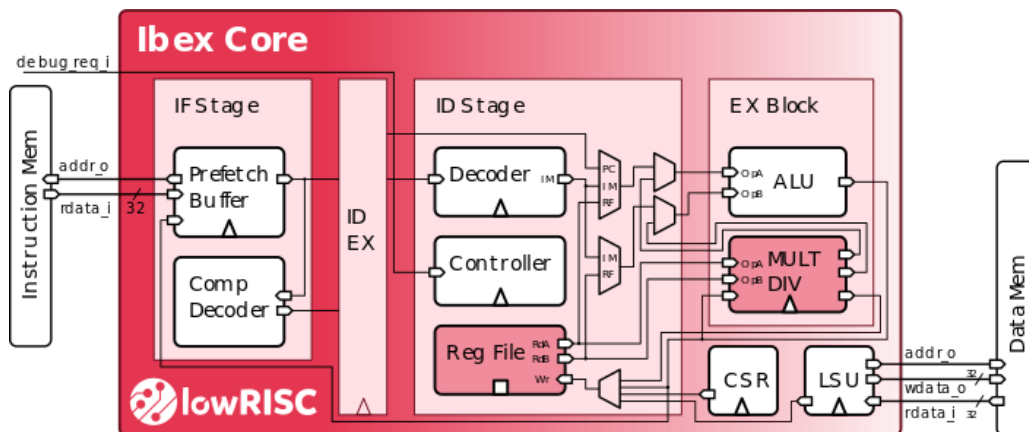 Ibex Core
debug_req_i
IF Stage
ID Stage
EX Block
Instruction Mem
addr_o
rdata_i
32
Prefetch
Buffer
Comp
Decoder
ID
EX
Decoder
IM
Controller
Reg File
RdA
RdB
Wr
PC
IM
RF
IM
RF
OpA
OpB
ALU
OpA
OpB
MULT
DIV
CSR
LSU
addr_o
32
wdata_o
rdata_i
32
Data Mem
lowRISC